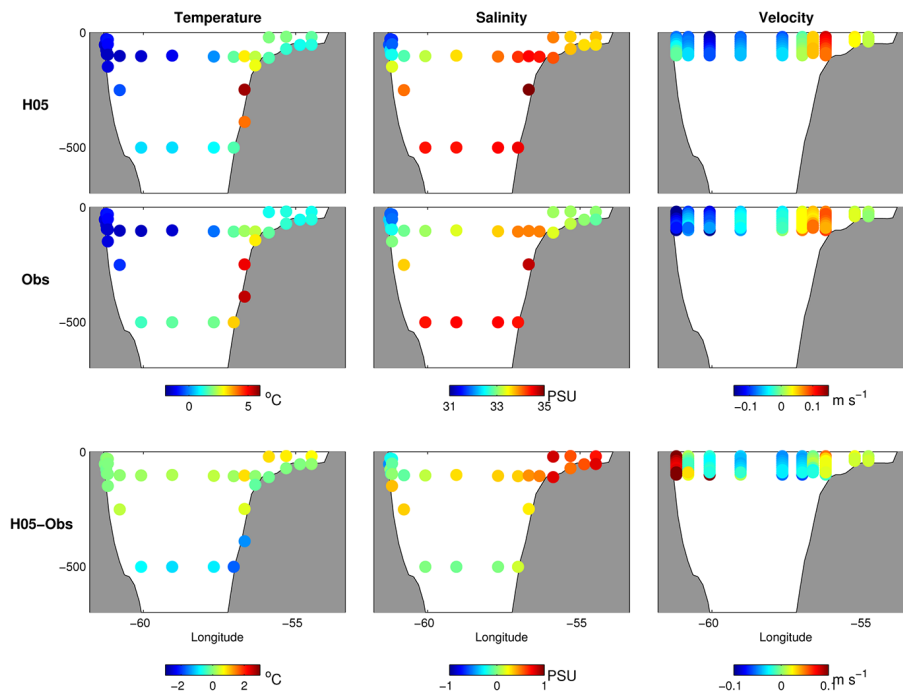 Temperature Salinity Velocity
0
H05
−500
0
Obs
−500
0 5 °C 31 33 35 PSU −0.1 0 0.1 m s⁻¹
0
H05−Obs
−500
−60 −55 −60 −55 −60 −55
Longitude Longitude Longitude
−2 0 2 °C −1 0 1 PSU −0.1 0 0.1 m s⁻¹